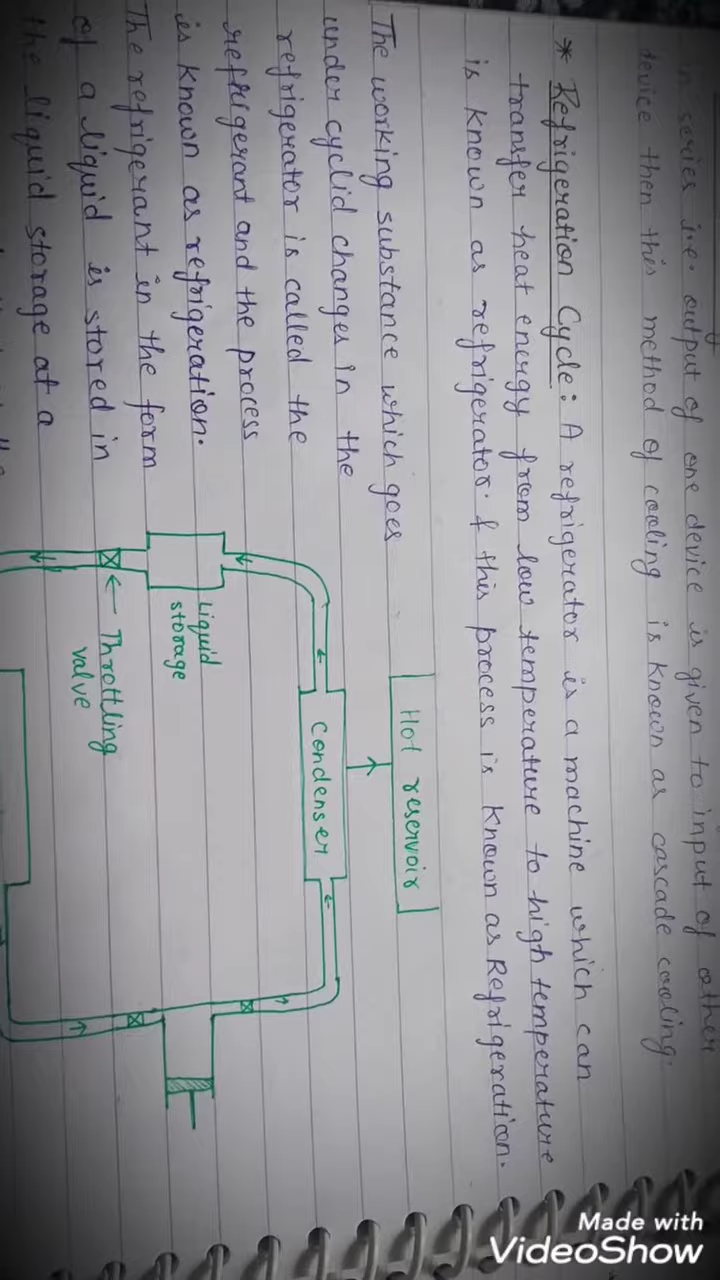 in series i.e. output of one device is given to input of other
device then this method of cooling is known as cascade cooling.
* Refrigeration Cycle: A refrigerator is a machine which can
transfer heat energy from low temperature to high temperature
is known as refrigerator. & this process is known as Refrigeration.
The working substance which goes
under cyclid changes in the
refrigerator is called the
refrigerant and the process
is known as refrigeration.
The refrigerant in the form
of a liquid is stored in
the liquid storage at a
Hot reservoir
Condenser
Liquid
storage
Throttling
valve
Made with
VideoShow